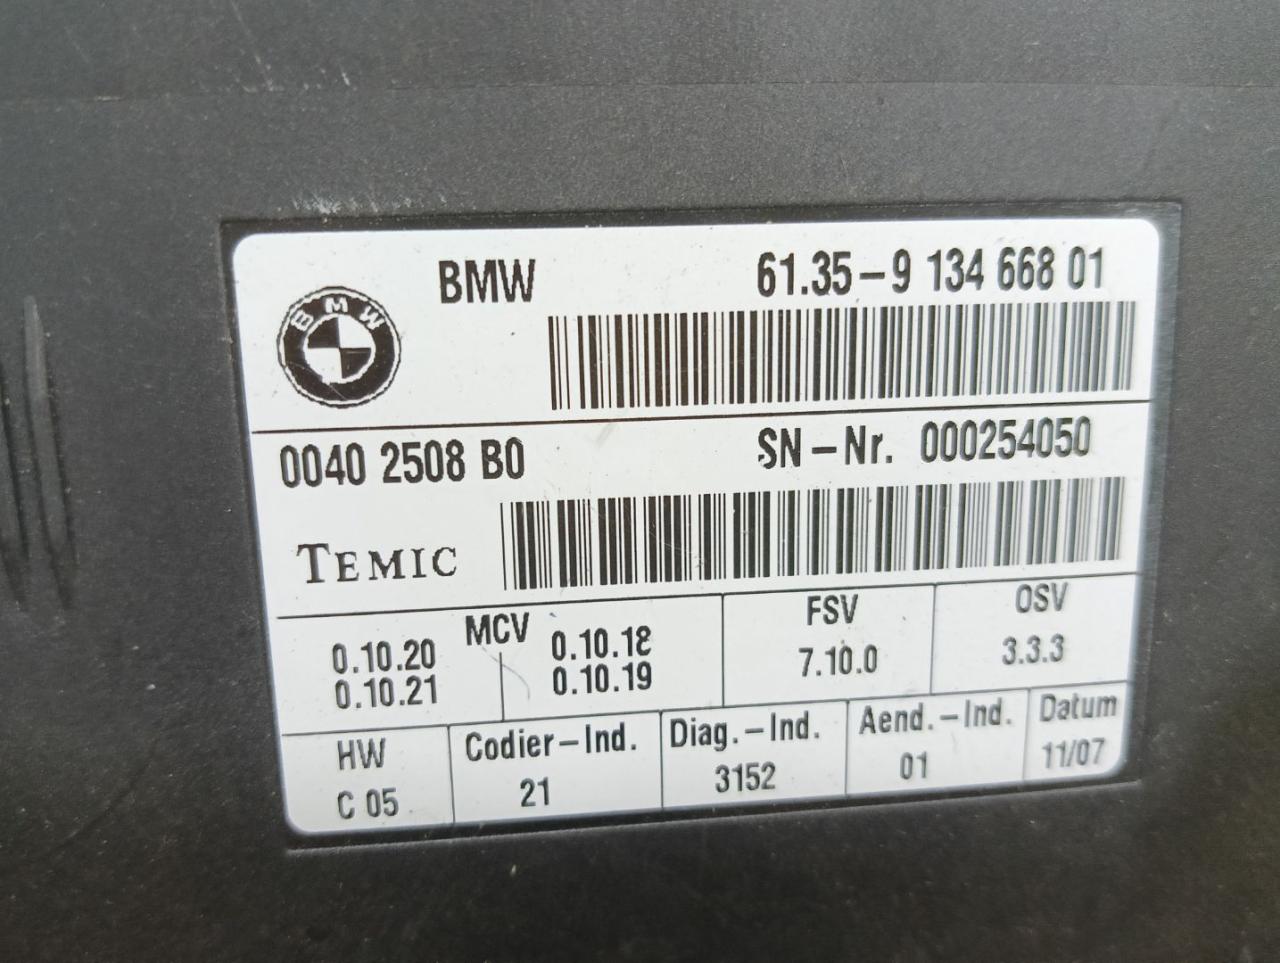 BMW 61.35-9 134 668 01
BMW
0040 2508 B0 SN-Nr. 000254050
TEMIC
MCV FSV OSV
0.10.20 0.10.18 7.10.0 3.3.3
0.10.21 0.10.19
HW Codier-Ind. Diag.-Ind. Aend.-Ind. Datum
C 05 21 3152 01 11/07